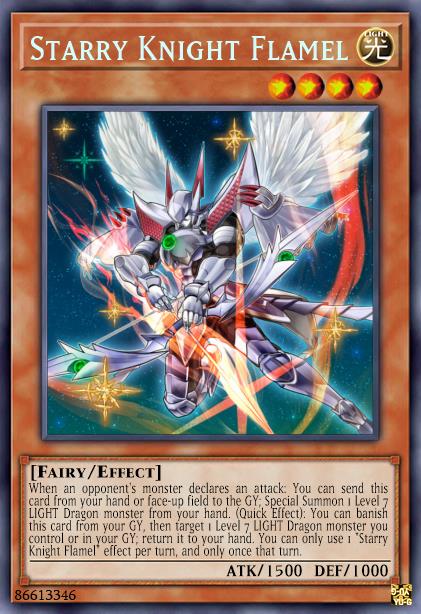 STARRY KNIGHT FLAMEL
LIGHT
光
[FAIRY/EFFECT]
When an opponent's monster declares an attack: You can send this
card from your hand or face-up field to the GY; Special Summon 1 Level 7
LIGHT Dragon monster from your hand. (Quick Effect): You can banish
this card from your GY, then target 1 Level 7 LIGHT Dragon monster you
control or in your GY; return it to your hand. You can only use 1 "Starry
Knight Flamel" effect per turn, and only once that turn.
ATK/1500 DEF/1000
86613346